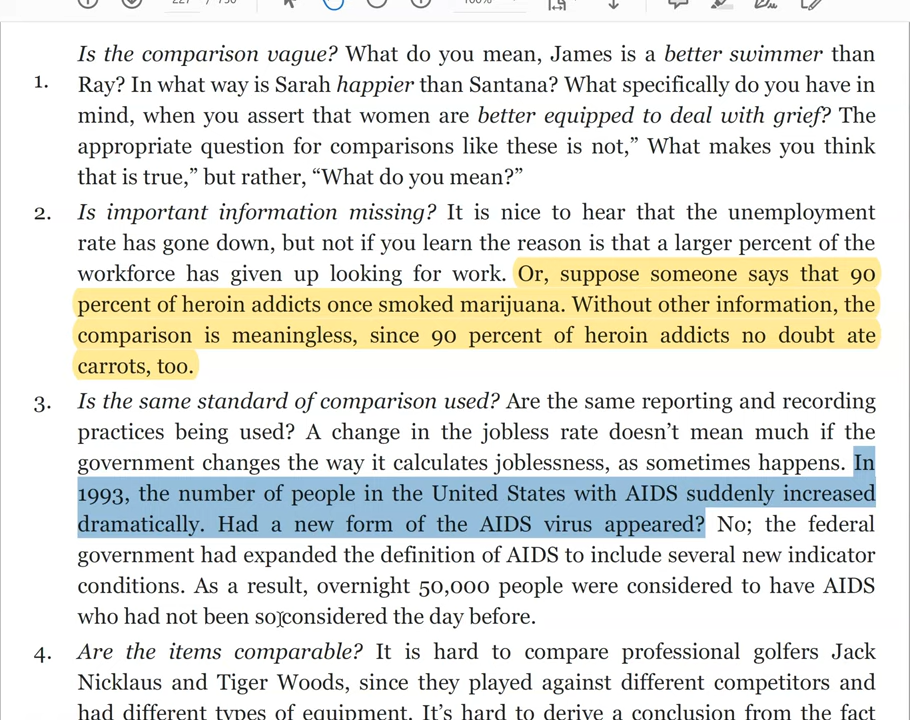 100%
Is the comparison vague? What do you mean, James is a better swimmer than
1. Ray? In what way is Sarah happier than Santana? What specifically do you have in
mind, when you assert that women are better equipped to deal with grief? The
appropriate question for comparisons like these is not,” What makes you think
that is true,” but rather, “What do you mean?”
2. Is important information missing? It is nice to hear that the unemployment
rate has gone down, but not if you learn the reason is that a larger percent of the
workforce has given up looking for work. Or, suppose someone says that 90
percent of heroin addicts once smoked marijuana. Without other information, the
comparison is meaningless, since 90 percent of heroin addicts no doubt ate
carrots, too.
3. Is the same standard of comparison used? Are the same reporting and recording
practices being used? A change in the jobless rate doesn’t mean much if the
government changes the way it calculates joblessness, as sometimes happens. In
1993, the number of people in the United States with AIDS suddenly increased
dramatically. Had a new form of the AIDS virus appeared? No; the federal
government had expanded the definition of AIDS to include several new indicator
conditions. As a result, overnight 50,000 people were considered to have AIDS
who had not been so considered the day before.
4. Are the items comparable? It is hard to compare professional golfers Jack
Nicklaus and Tiger Woods, since they played against different competitors and
had different types of equipment. It’s hard to derive a conclusion from the fact